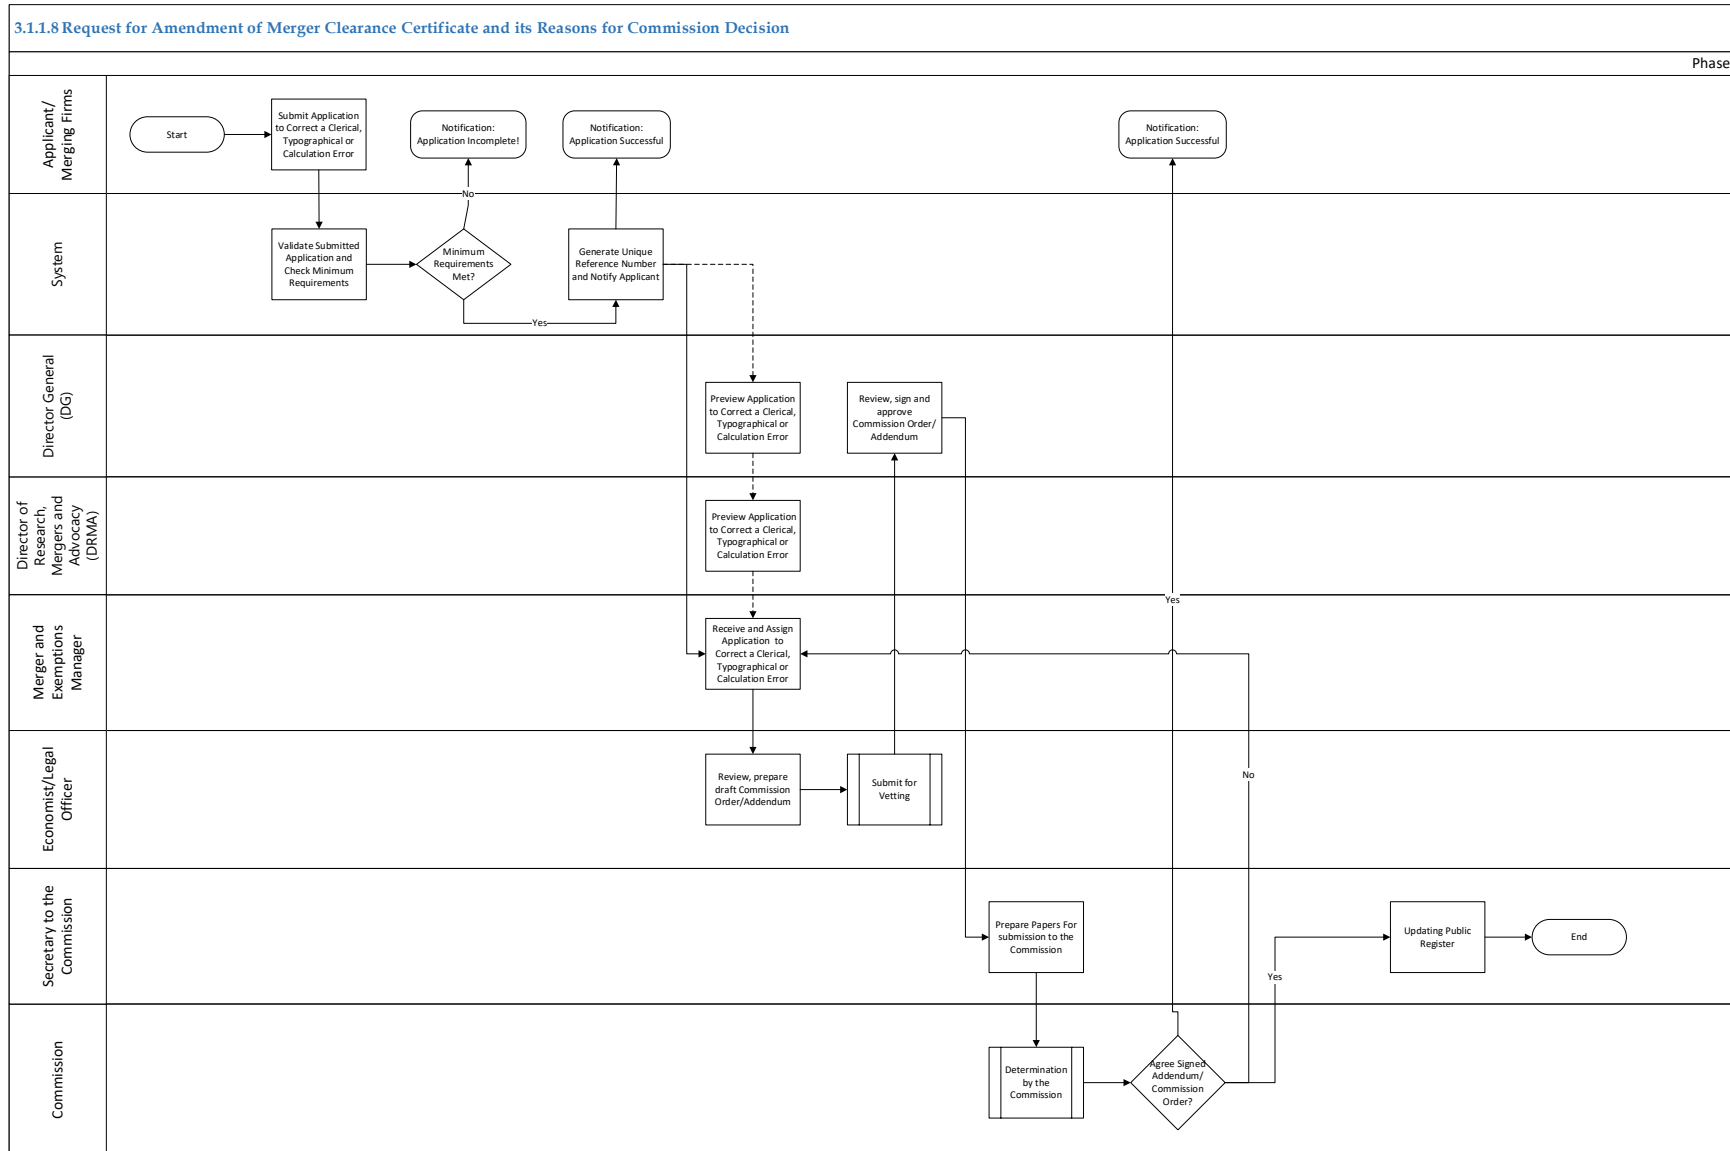 3.1.1.8 Request for Amendment of Merger Clearance Certificate and its Reasons for Commission Decision
Phase
Applicant/
Merging Firms
Start
Submit Application
to Correct a Clerical,
Typographical or
Calculation Error
Notification:
Application Incomplete!
Notification:
Application Successful
Notification:
Application Successful
No
System
Validate Submitted
Application and
Check Minimum
Requirements
Minimum
Requirements
Met?
Generate Unique
Reference Number
and Notify Applicant
Yes
Director General
(DG)
Preview Application
to Correct a Clerical,
Typographical or
Calculation Error
Review, sign and
approve
Commission Order/
Addendum
Director of
Research,
Mergers and
Advocacy
(DRMA)
Preview Application
to Correct a Clerical,
Typographical or
Calculation Error
Yes
Merger and
Exemptions
Manager
Receive and Assign
Application to
Correct a Clerical,
Typographical or
Calculation Error
Economist/Legal
Officer
Review, prepare
draft Commission
Order/Addendum
Submit for
Vetting
No
Secretary to the
Commission
Prepare Papers For
submission to the
Commission
Updating Public
Register
End
Yes
Commission
Determination
by the
Commission
Agree Signed
Addendum/
Commission
Order?